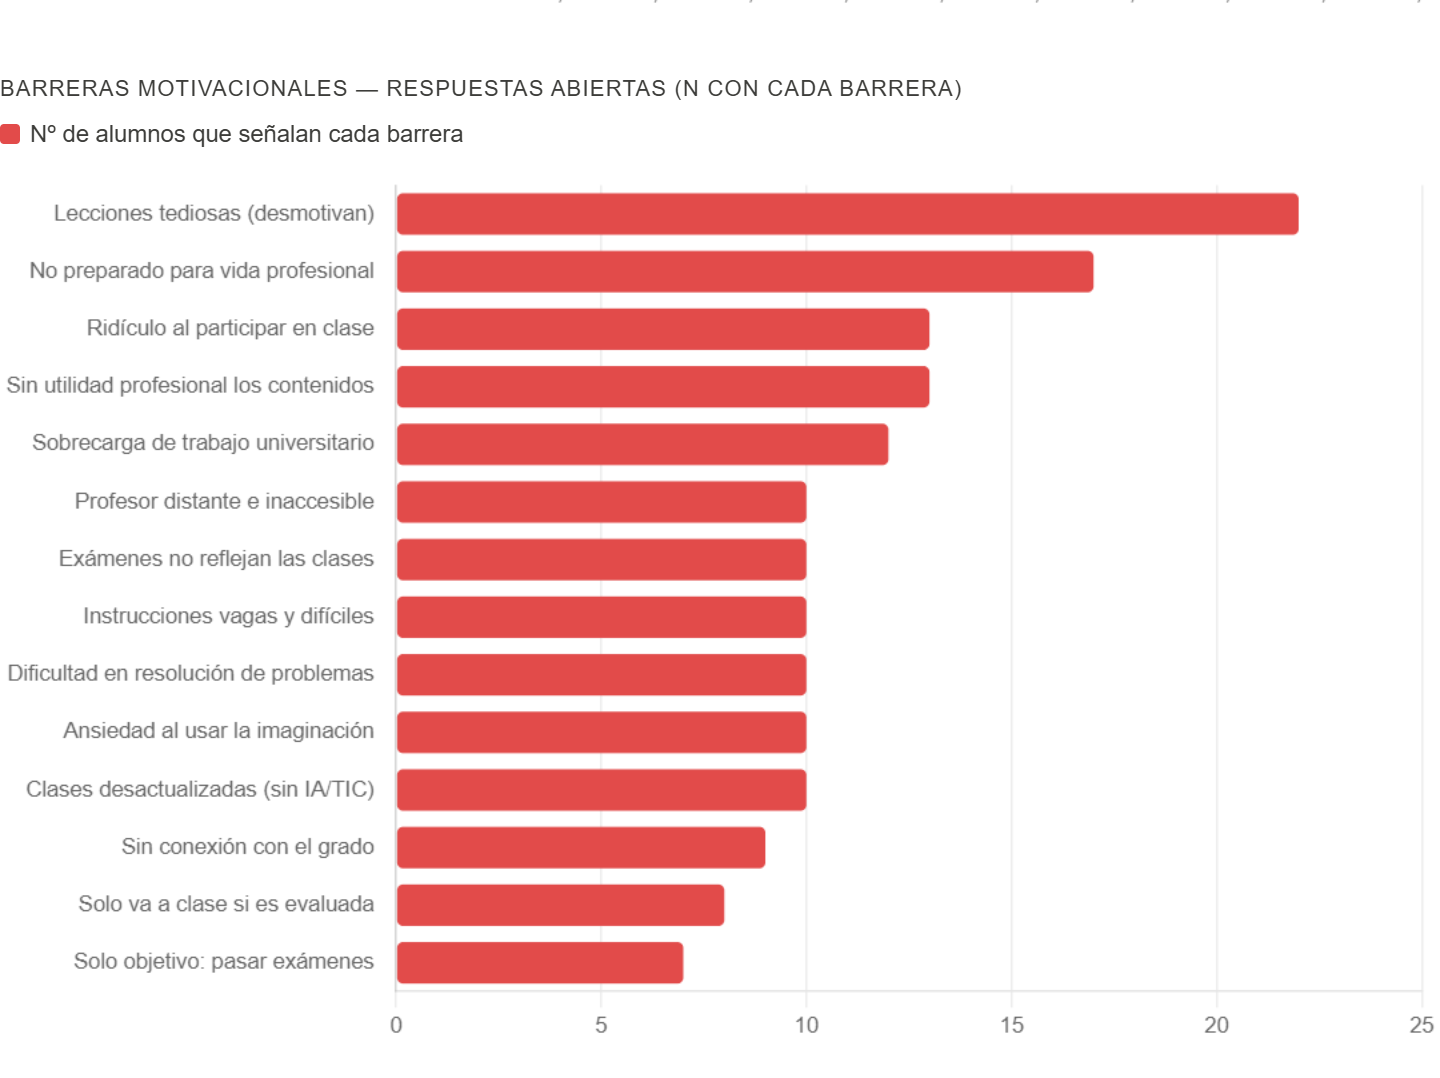 BARRERAS MOTIVACIONALES — RESPUESTAS ABIERTAS (N CON CADA BARRERA)
Nº de alumnos que señalan cada barrera
Lecciones tediosas (desmotivan)
No preparado para vida profesional
Ridículo al participar en clase
Sin utilidad profesional los contenidos
Sobrecarga de trabajo universitario
Profesor distante e inaccesible
Exámenes no reflejan las clases
Instrucciones vagas y difíciles
Dificultad en resolución de problemas
Ansiedad al usar la imaginación
Clases desactualizadas (sin IA/TIC)
Sin conexión con el grado
Solo va a clase si es evaluada
Solo objetivo: pasar exámenes
0 5 10 15 20 25